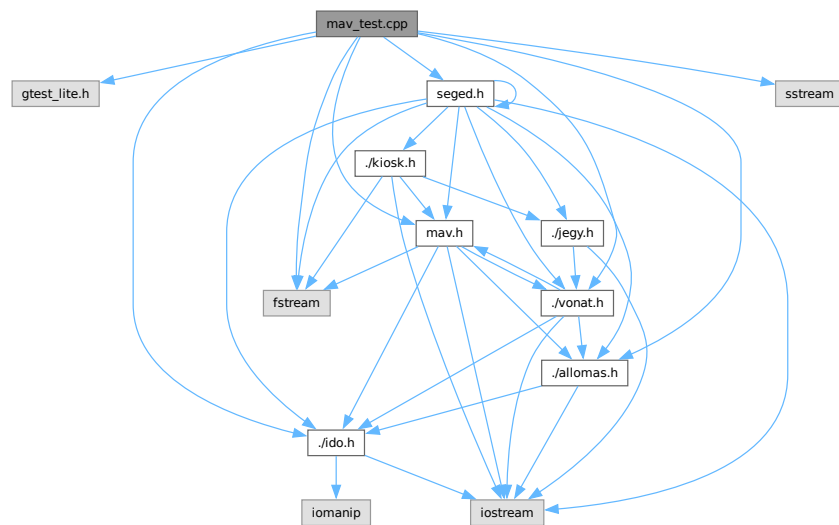 mav_test.cpp
gtest_lite.h
seged.h
sstream
./kiosk.h
mav.h
./jegy.h
fstream
./vonat.h
./allomas.h
./ido.h
iomanip
iostream